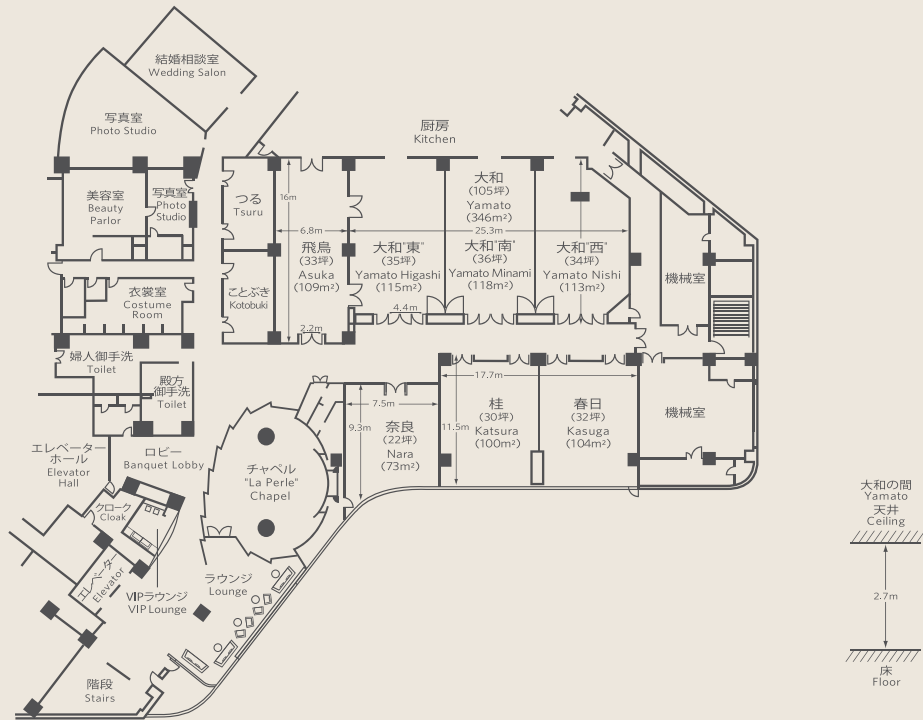 結婚相談室
Wedding Salon
写真室
Photo Studio
厨房
Kitchen
美容室
Beauty
Parlor
写真室
Photo
Studio
つる
Tsuru
16m
6.8m
飛鳥
(33坪)
Asuka
(109m²)
2.2m
大和
(105坪)
Yamato
(346m²)
25.3m
大和"東"
(35坪)
Yamato Higashi
(115m²)
4.4m
大和"南"
(36坪)
Yamato Minami
(118m²)
大和"西"
(34坪)
Yamato Nishi
(113m²)
機械室
衣裳室
Costume
Room
ことぶき
Kotobuki
婦人御手洗
Toilet
殿方
御手洗
Toilet
エレベーター
ホール
Elevator
Hall
ロビー
Banquet Lobby
チャペル
"La Perle"
Chapel
7.5m
9.3m
奈良
(22坪)
Nara
(73m²)
17.7m
11.5m
桂
(30坪)
Katsura
(100m²)
春日
(32坪)
Kasuga
(104m²)
機械室
クローク
Cloak
エレベーター
Elevator
VIPラウンジ
VIP Lounge
ラウンジ
Lounge
階段
Stairs
大和の間
Yamato
天井
Ceiling
2.7m
床
Floor